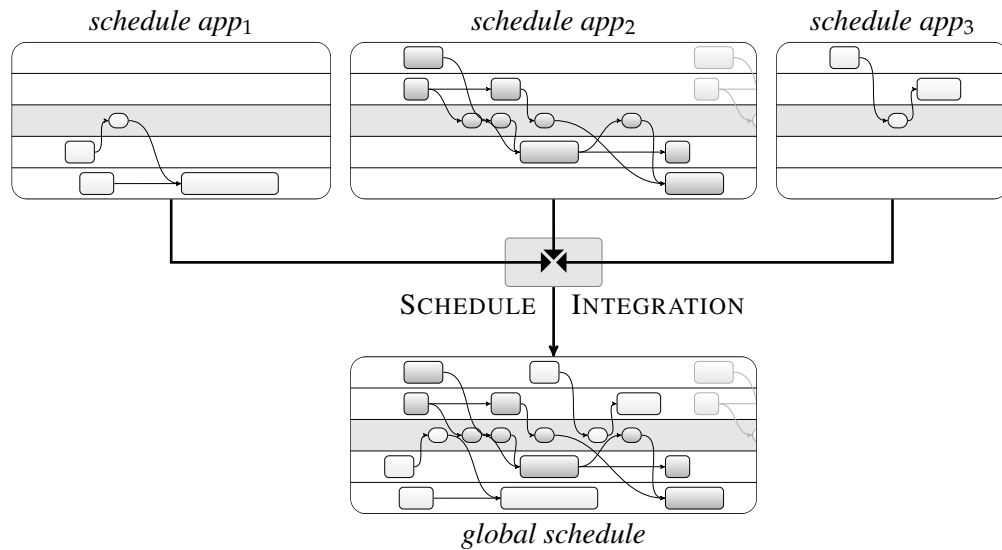 schedule app₁
schedule app₂
schedule app₃
SCHEDULE INTEGRATION
global schedule